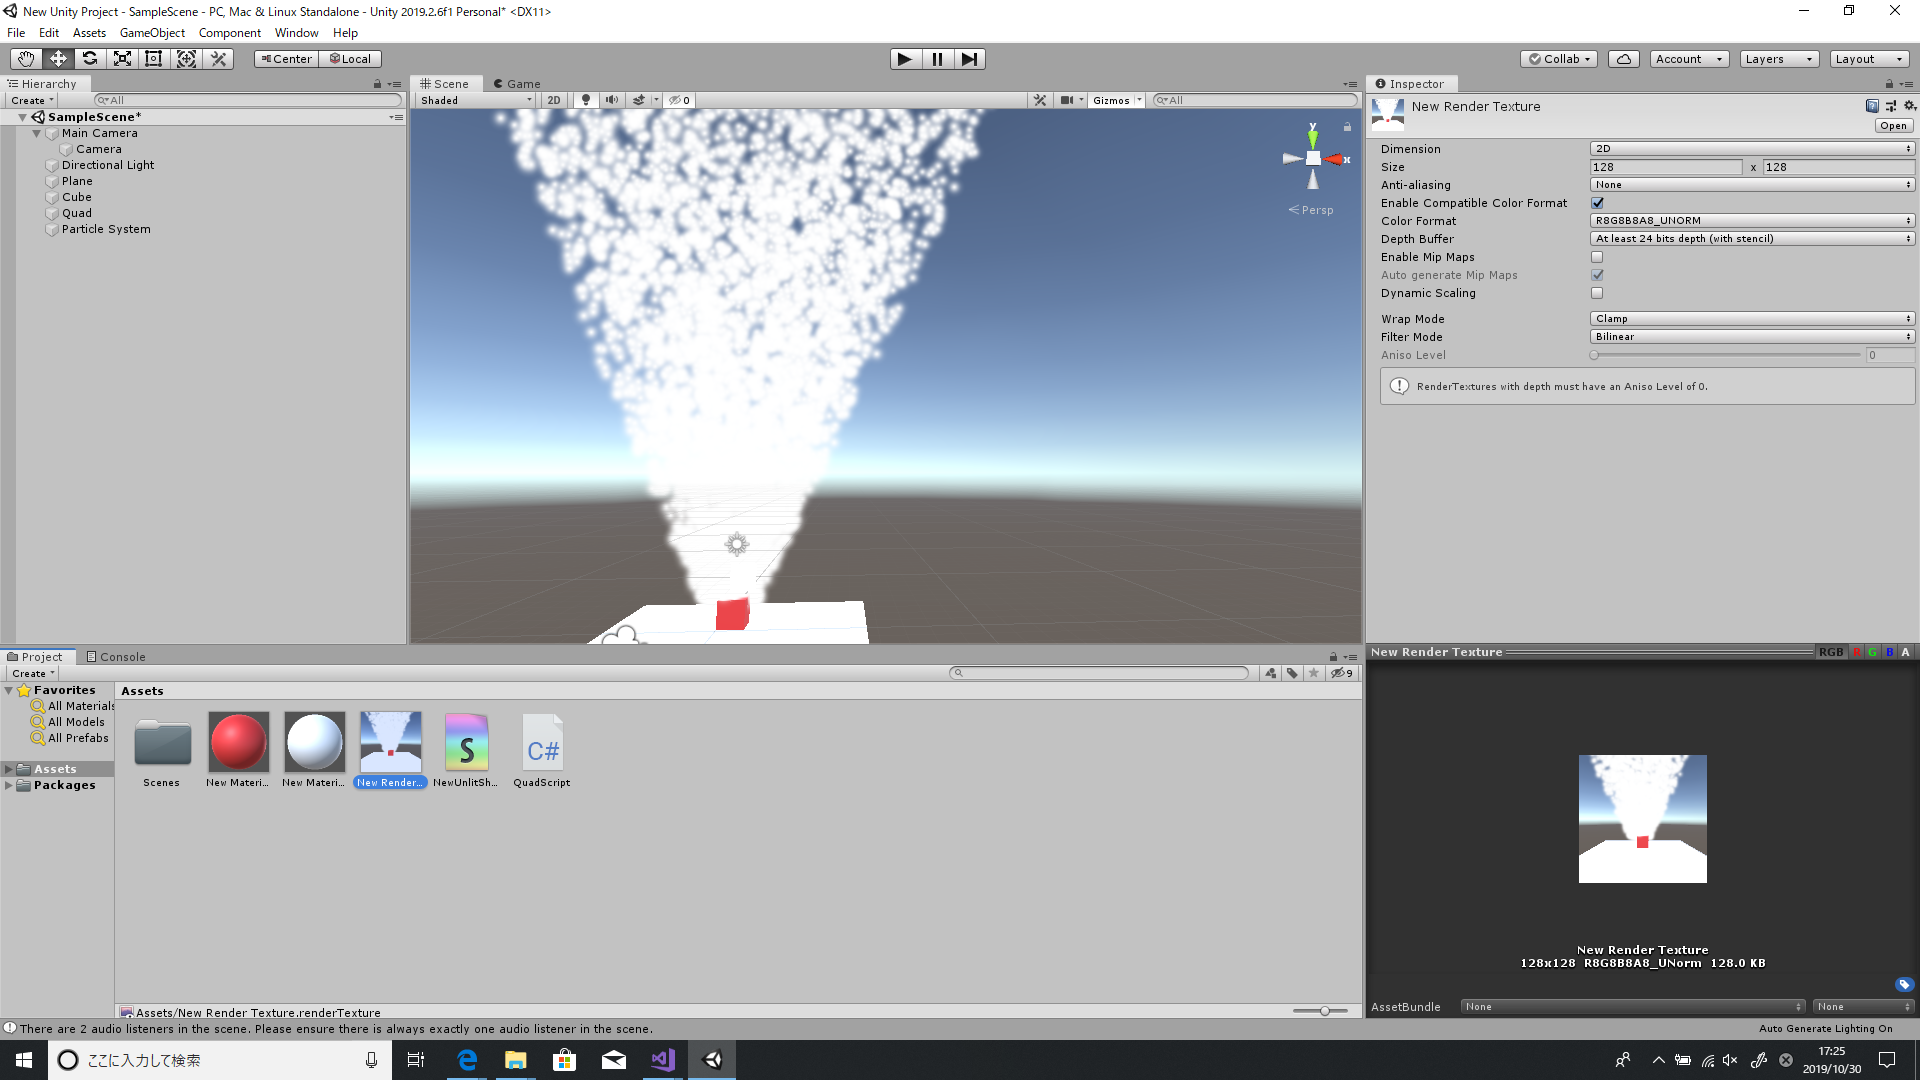 New Unity Project - SampleScene - PC, Mac & Linux Standalone - Unity 2019.2.6f1 Personal* <DX11>
File Edit Assets GameObject Component Window Help
Center Local Collab Account Layers Layout
Hierarchy
Create All
SampleScene*
Main Camera
Camera
Directional Light
Plane
Cube
Quad
Particle System
Scene Game
Shaded 2D 0 Gizmos All
y
x
Persp
Inspector
New Render Texture
Open
Dimension 2D
Size 128 x 128
Anti-aliasing None
Enable Compatible Color Format
Color Format R8G8B8A8_UNORM
Depth Buffer At least 24 bits depth (with stencil)
Enable Mip Maps
Auto generate Mip Maps
Dynamic Scaling
Wrap Mode Clamp
Filter Mode Bilinear
Aniso Level 0
RenderTextures with depth must have an Aniso Level of 0.
Project Console
Create 9
Favorites
All Materials
All Models
All Prefabs
Assets
Packages
Assets
S C#
Scenes New Materi... New Materi... New Render... NewUnlitSh... QuadScript
Assets/New Render Texture.renderTexture
New Render Texture RGB R G B A
New Render Texture
128x128 R8G8B8A8_UNorm 128.0 KB
AssetBundle None None
There are 2 audio listeners in the scene. Please ensure there is always exactly one audio listener in the scene.
Auto Generate Lighting On
ここに入力して検索
17:25
2019/10/30